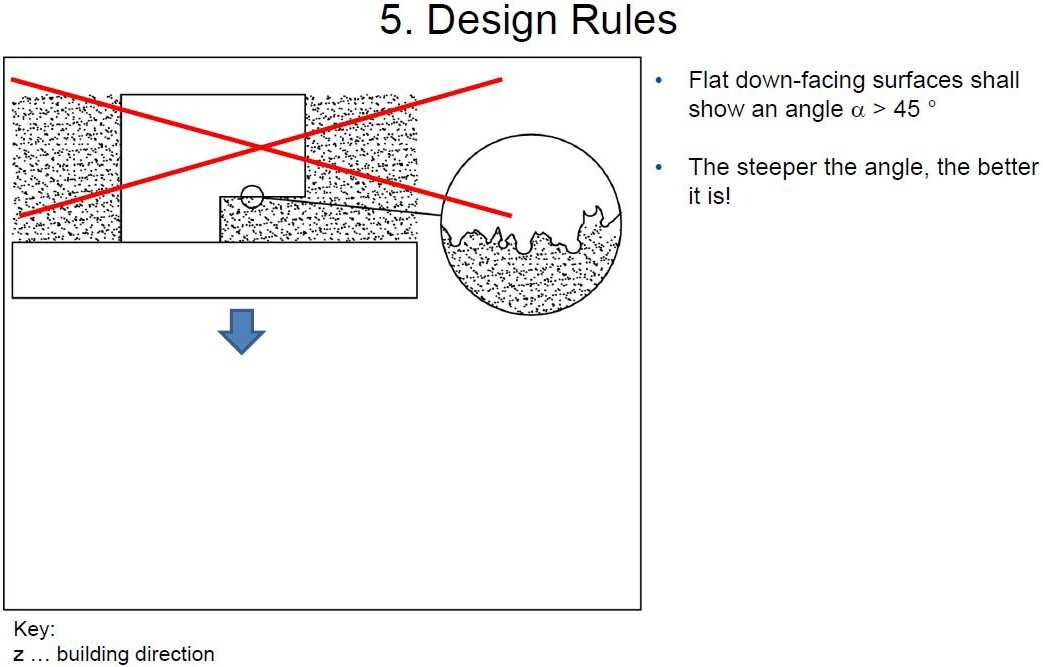 5. Design Rules
• Flat down-facing surfaces shall
show an angle α > 45 °
• The steeper the angle, the better
it is!
Key:
z … building direction